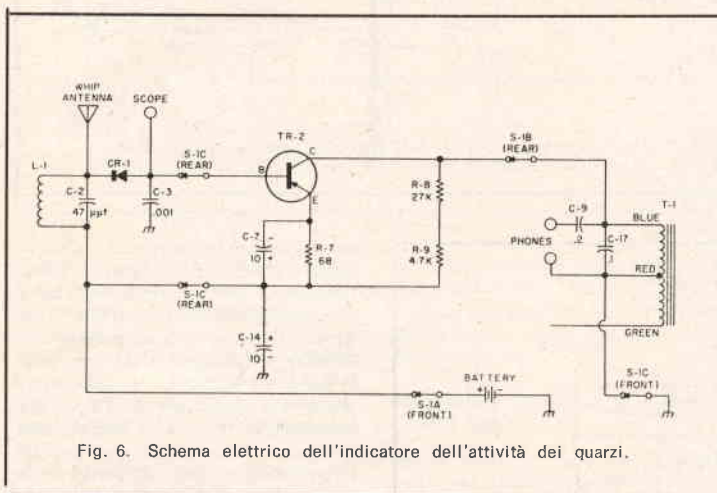 WHIP
ANTENNA
SCOPE
L-1
CR-1
S-1C
(REAR)
TR-2
B
C
E
S-1B
(REAR)
C-2
47 µµf
C-3
.001
R-8
27K
C-9
.2
BLUE
T-1
C-7
10
-
+
R-7
68
R-9
4.7K
PHONES
C-17
.1
RED
S-1C
(REAR)
GREEN
C-14
10
+
-
BATTERY
+ -
S-1A
(FRONT)
S-1C
(FRONT)
Fig. 6. Schema elettrico dell'indicatore dell'attività dei quarzi.